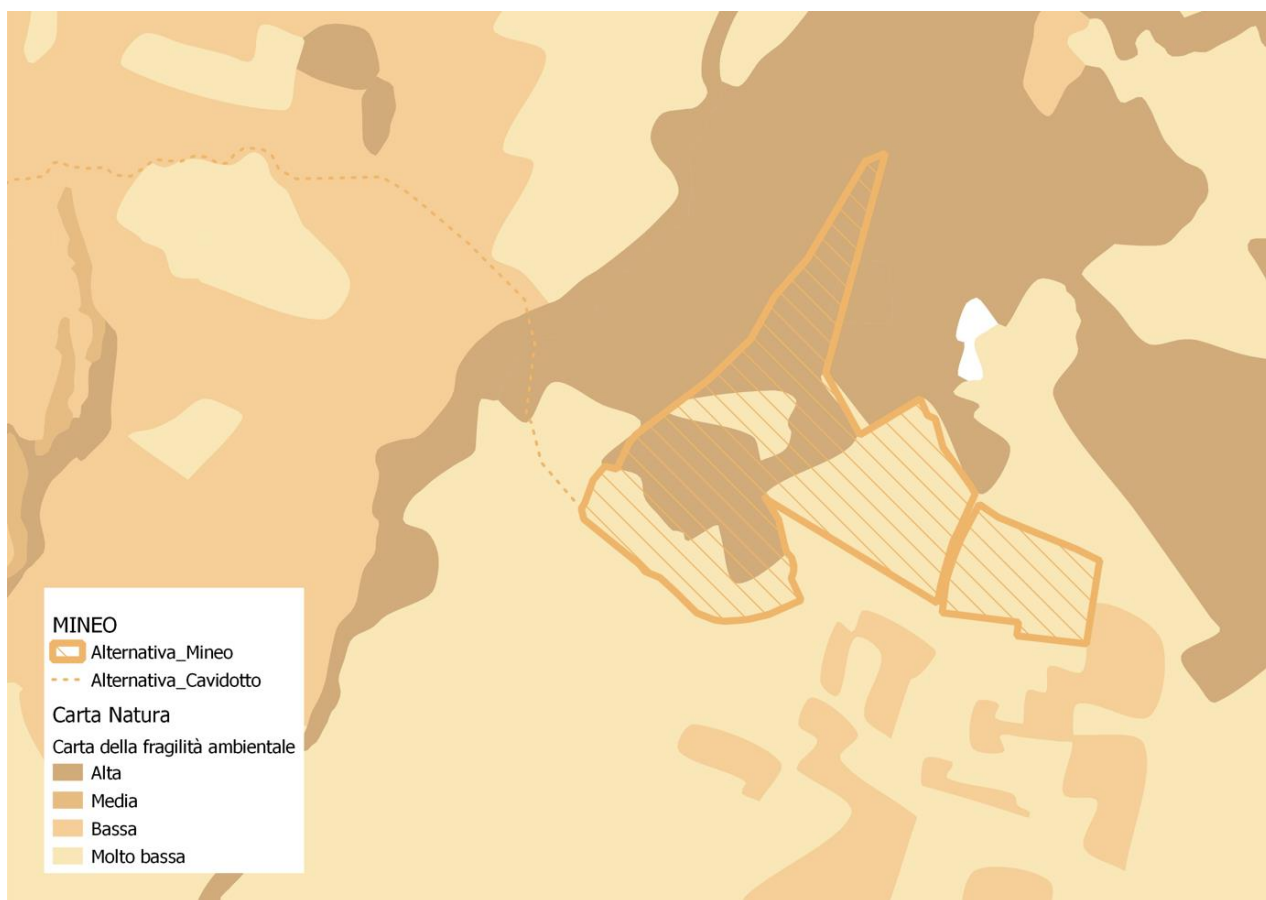 MINEO
Alternativa_Mineo
Alternativa_Cavidotto
Carta Natura
Carta della fragilità ambientale
Alta
Media
Bassa
Molto bassa